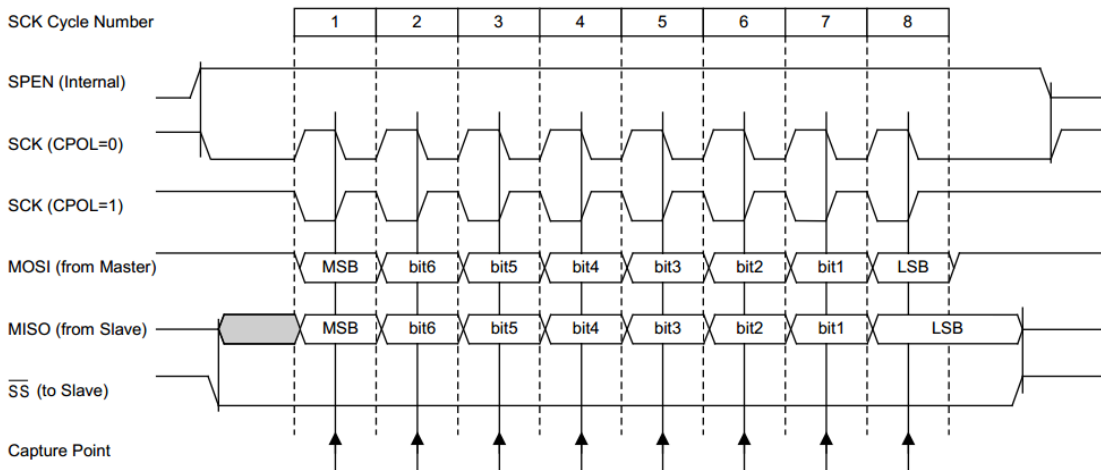 SCK Cycle Number 1 2 3 4 5 6 7 8
SPEN (Internal)
SCK (CPOL=0)
SCK (CPOL=1)
MOSI (from Master) MSB bit6 bit5 bit4 bit3 bit2 bit1 LSB
MISO (from Slave) MSB bit6 bit5 bit4 bit3 bit2 bit1 LSB
S̅S̅ (to Slave)
Capture Point